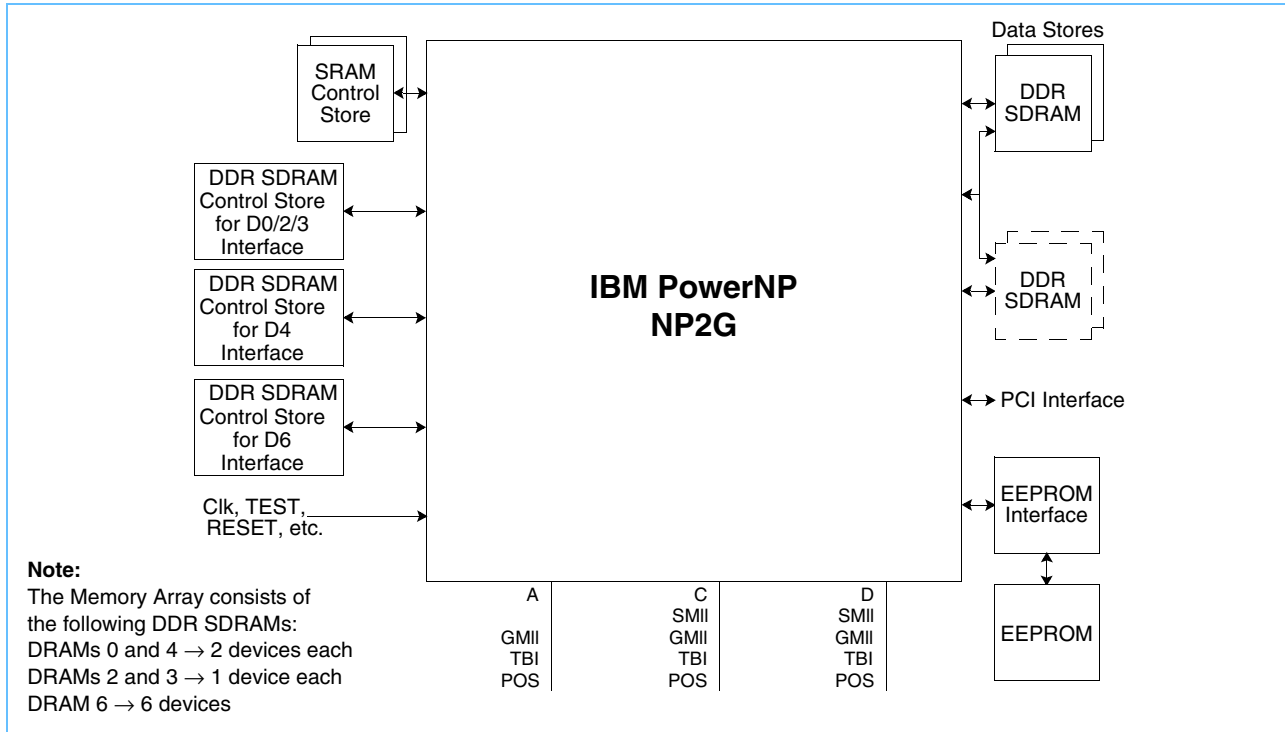 SRAM
Control
Store
DDR SDRAM
Control Store
for D0/2/3
Interface
DDR SDRAM
Control Store
for D4
Interface
DDR SDRAM
Control Store
for D6
Interface
Clk, TEST,
RESET, etc.
IBM PowerNP
NP2G
Data Stores
DDR
SDRAM
DDR
SDRAM
PCI Interface
EEPROM
Interface
EEPROM
A
GMII
TBI
POS
C
SMII
GMII
TBI
POS
D
SMII
GMII
TBI
POS
Note:
The Memory Array consists of
the following DDR SDRAMs:
DRAMs 0 and 4 → 2 devices each
DRAMs 2 and 3 → 1 device each
DRAM 6 → 6 devices